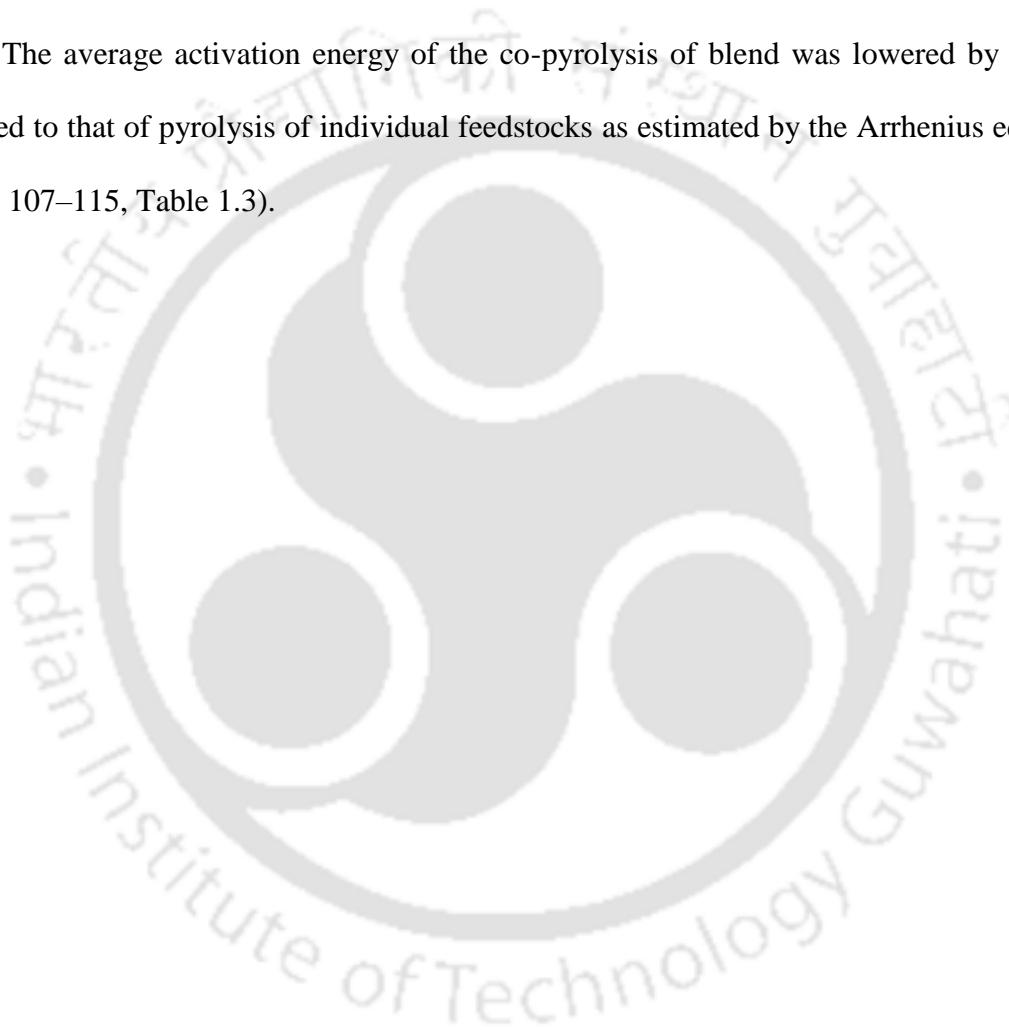 The average activation energy of the co-pyrolysis of blend was lowered by
ed to that of pyrolysis of individual feedstocks as estimated by the Arrhenius e
107–115, Table 1.3).
भारतीय प्रौद्योगिकी संस्थान गुवाहाटी
• Indian Institute of Technology Guwahati •